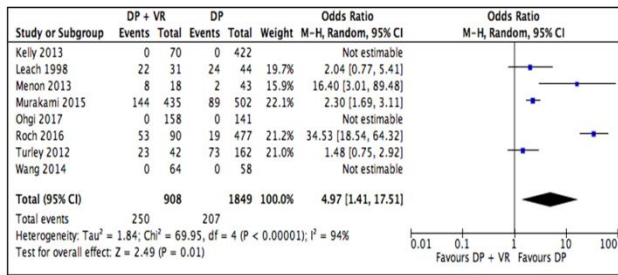 DP + VR DP Odds Ratio Odds Ratio
Study or Subgroup Events Total Events Total Weight M-H, Random, 95% CI M-H, Random, 95% CI
Kelly 2013 0 70 0 422 Not estimable
Leach 1998 22 31 24 44 19.7% 2.04 [0.77, 5.41]
Menon 2013 8 18 2 43 15.9% 16.40 [3.01, 89.48]
Murakami 2015 144 435 89 502 22.1% 2.30 [1.69, 3.11]
Ohgi 2017 0 158 0 141 Not estimable
Roch 2016 53 90 19 477 21.2% 34.53 [18.54, 64.32]
Turley 2012 23 42 73 162 21.0% 1.48 [0.75, 2.92]
Wang 2014 0 64 0 58 Not estimable
Total (95% CI) 908 1849 100.0% 4.97 [1.41, 17.51]
Total events 250 207
Heterogeneity: Tau² = 1.84; Chi² = 69.95, df = 4 (P < 0.00001); I² = 94%
Test for overall effect: Z = 2.49 (P = 0.01)
0.01 0.1 1 10 100
Favours DP + VR Favours DP